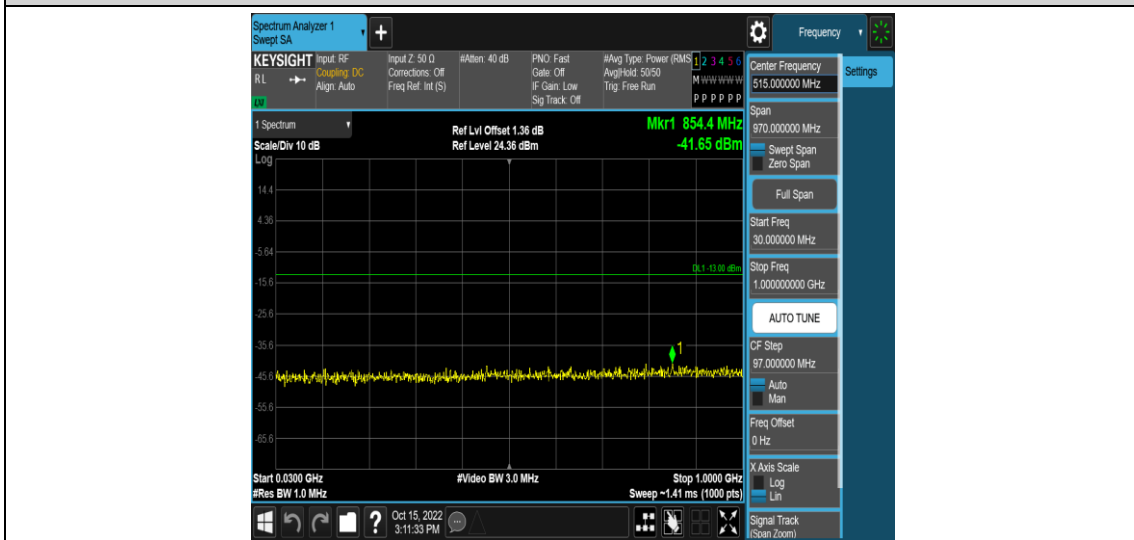 Spectrum Analyzer 1
Swept SA
+
Frequency
KEYSIGHT
RL
LNI
Input: RF
Coupling: DC
Align: Auto
Input Z: 50 Ω
Corrections: Off
Freq Ref: Int (S)
#Atten: 40 dB
PNO: Fast
Gate: Off
IF Gain: Low
Sig Track: Off
#Avg Type: Power (RMS
Avg|Hold: 50/50
Trig: Free Run
1 2 3 4 5 6
M W W W W W
P P P P P P
1 Spectrum
Scale/Div 10 dB
Ref Lvl Offset 1.36 dB
Ref Level 24.36 dBm
Mkr1 854.4 MHz
-41.65 dBm
Log
14.4
4.36
-5.64
DL1 -13.00 dBm
-15.6
-25.6
-35.6
1
-45.6
-55.6
-65.6
Start 0.0300 GHz
#Res BW 1.0 MHz
#Video BW 3.0 MHz
Stop 1.0000 GHz
Sweep ~1.41 ms (1000 pts)
?
Oct 15, 2022
3:11:33 PM
Center Frequency
515.000000 MHz
Settings
Span
970.000000 MHz
Swept Span
Zero Span
Full Span
Start Freq
30.000000 MHz
Stop Freq
1.000000000 GHz
AUTO TUNE
CF Step
97.000000 MHz
Auto
Man
Freq Offset
0 Hz
X Axis Scale
Log
Lin
Signal Track
(Span Zoom)